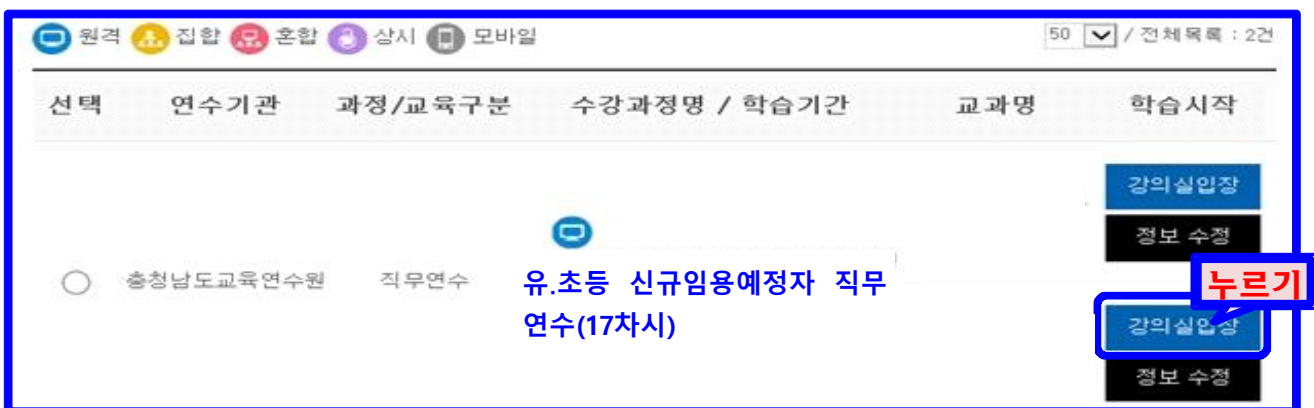 원격 집합 혼합 상시 모바일 50 / 전체목록 : 2건
선택 연수기관 과정/교육구분 수강과정명 / 학습기간 교과명 학습시작
강의실입장
정보 수정
충청남도교육연수원 직무연수 유.초등 신규임용예정자 직무
연수(17차시)
누르기
강의실입장
정보 수정